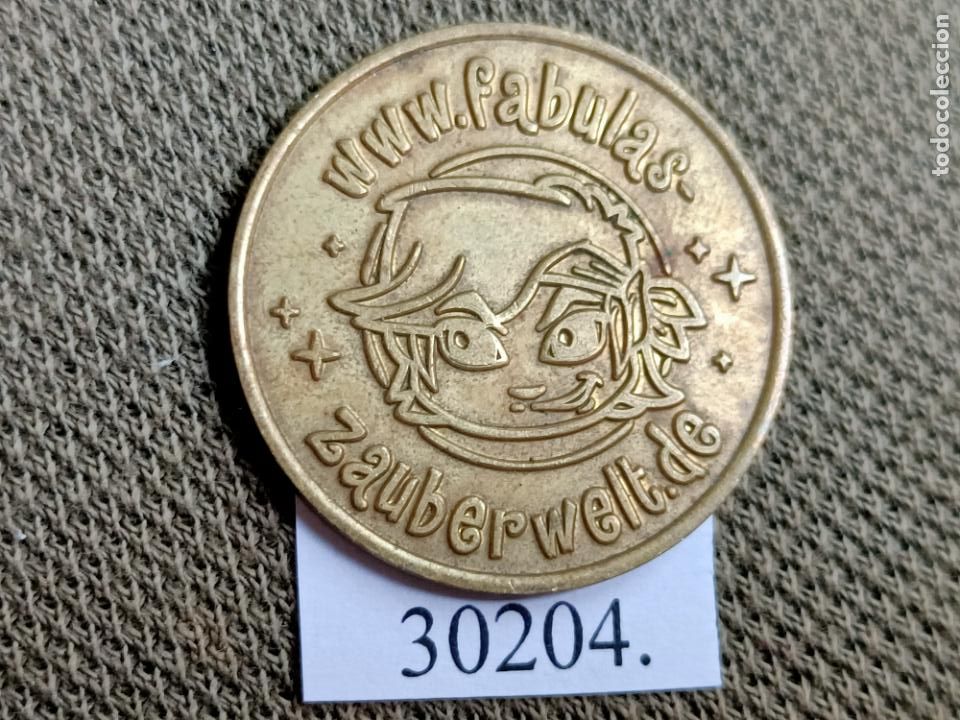 www.fabulas-
zauberwelt.de
30204.
todocoleccion